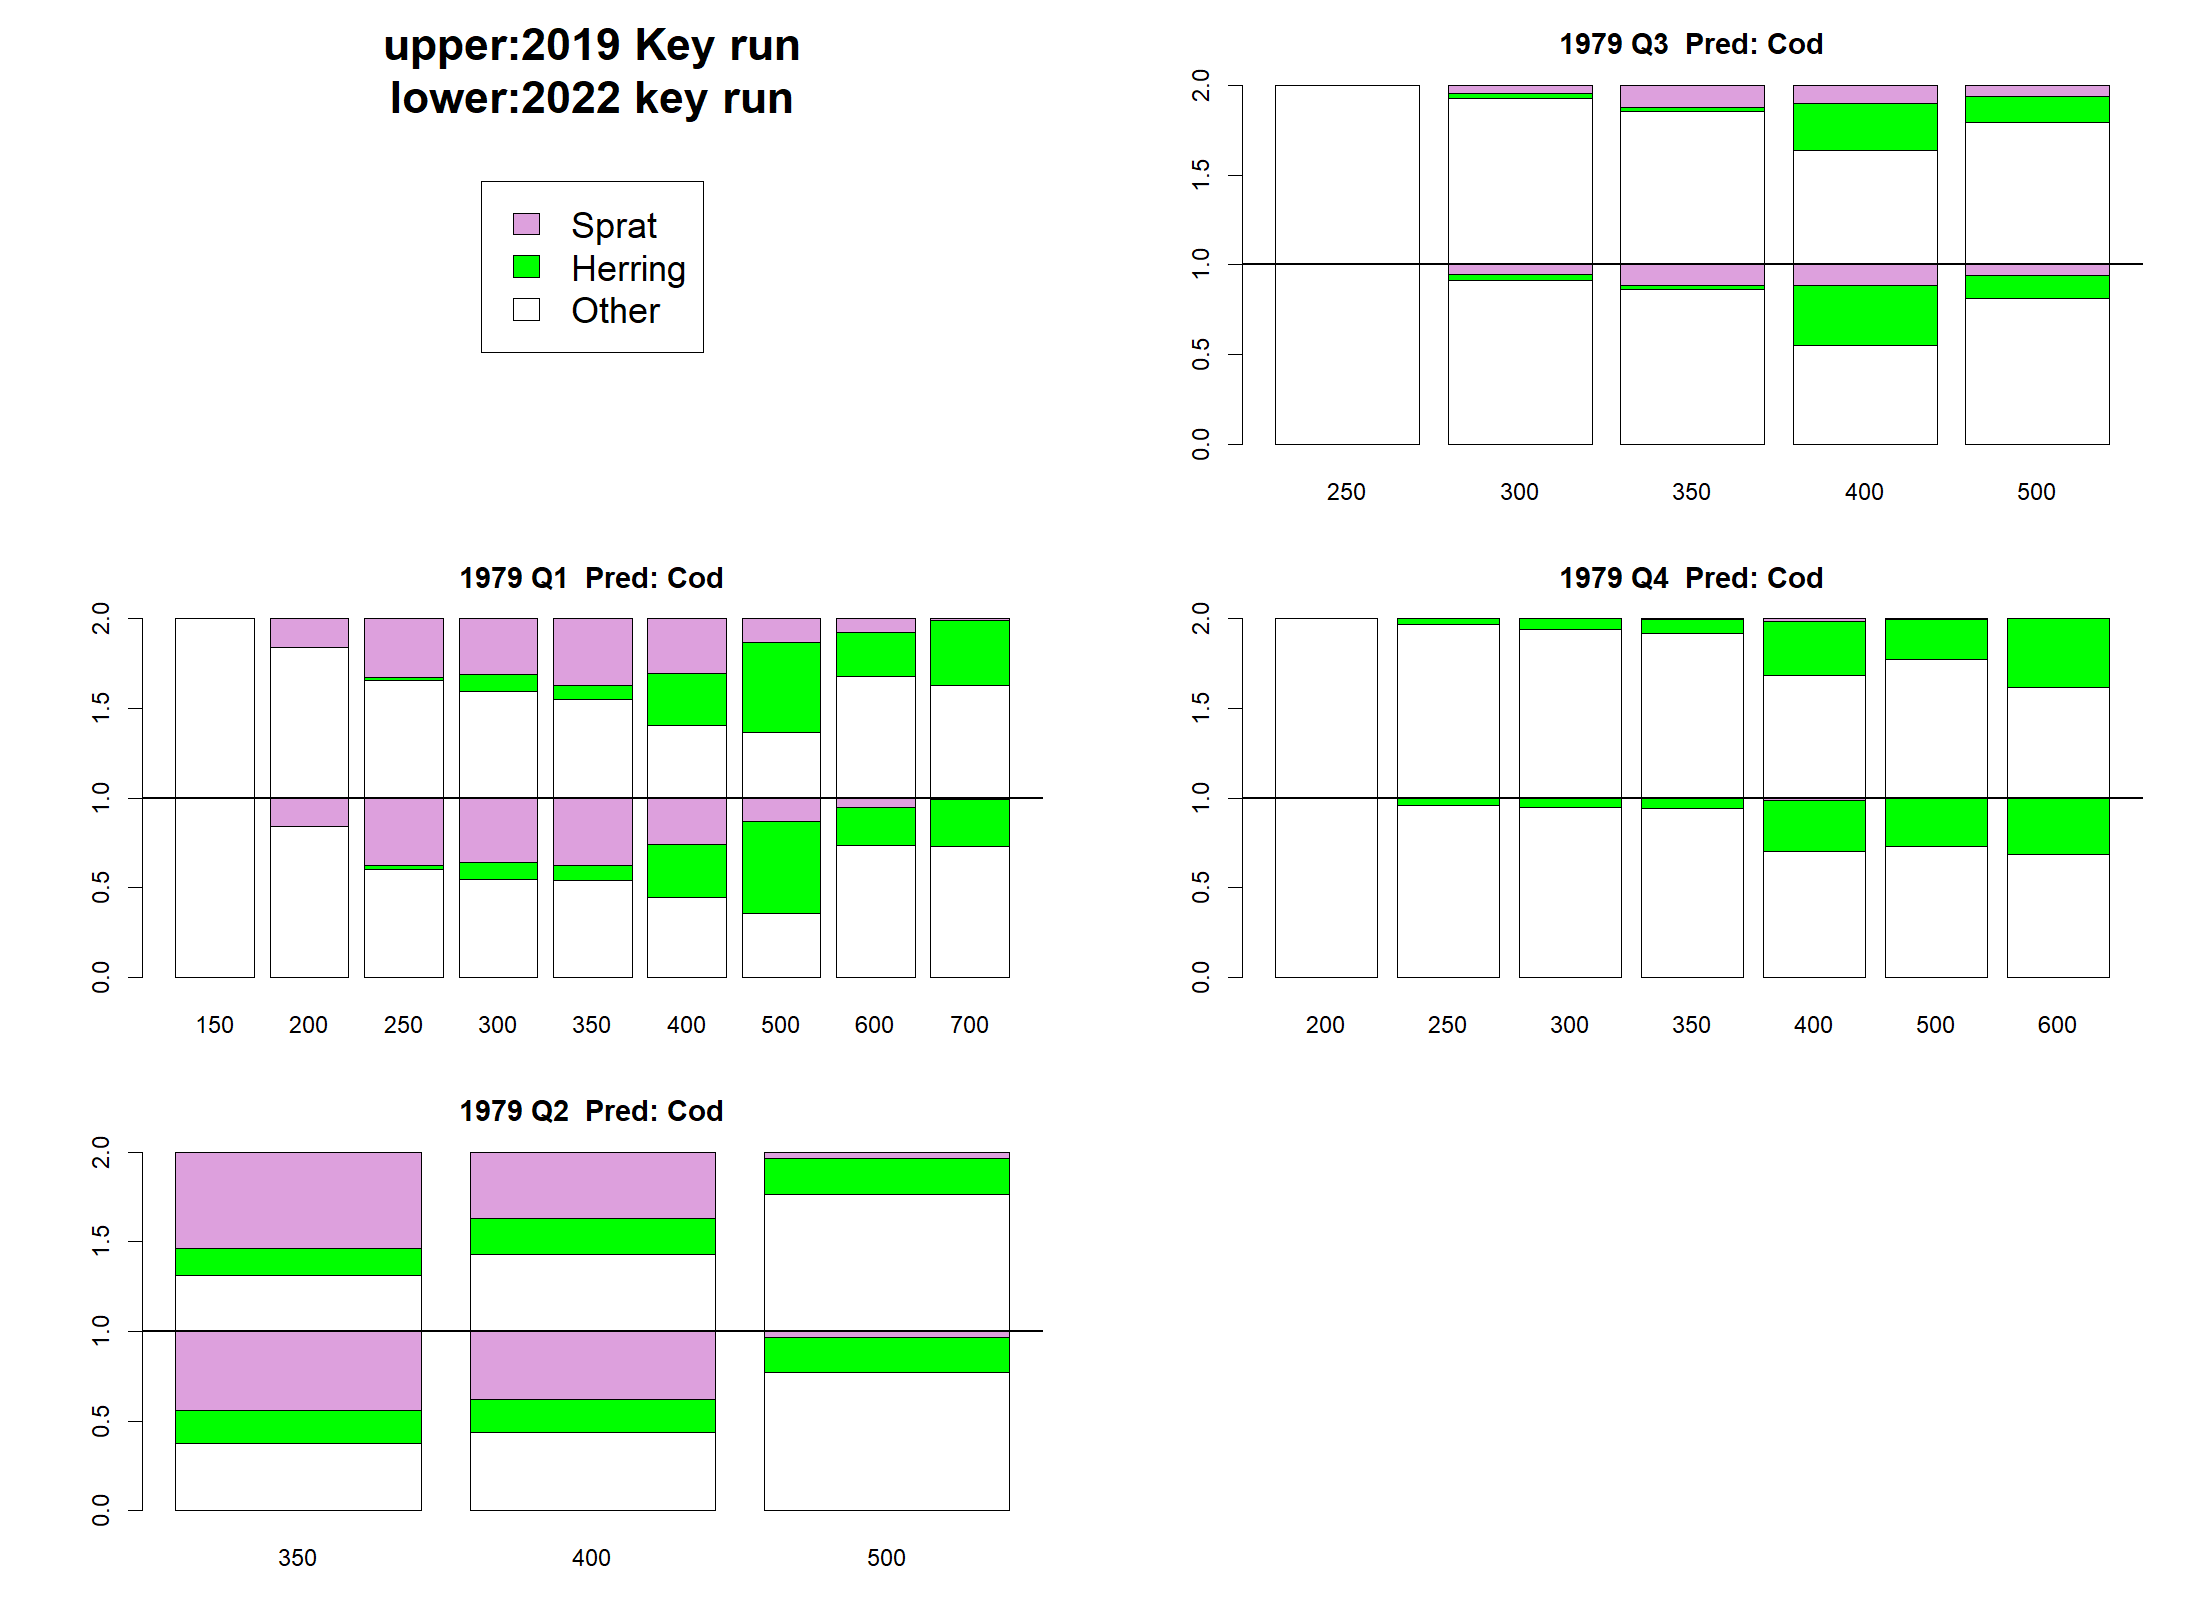 upper:2019 Key run
lower:2022 key run
Sprat
Herring
Other
1979 Q1  Pred: Cod
2.0
1.5
1.0
0.5
0.0
150 200 250 300 350 400 500 600 700
1979 Q2  Pred: Cod
2.0
1.5
1.0
0.5
0.0
350 400 500
1979 Q3  Pred: Cod
2.0
1.5
1.0
0.5
0.0
250 300 350 400 500
1979 Q4  Pred: Cod
2.0
1.5
1.0
0.5
0.0
200 250 300 350 400 500 600